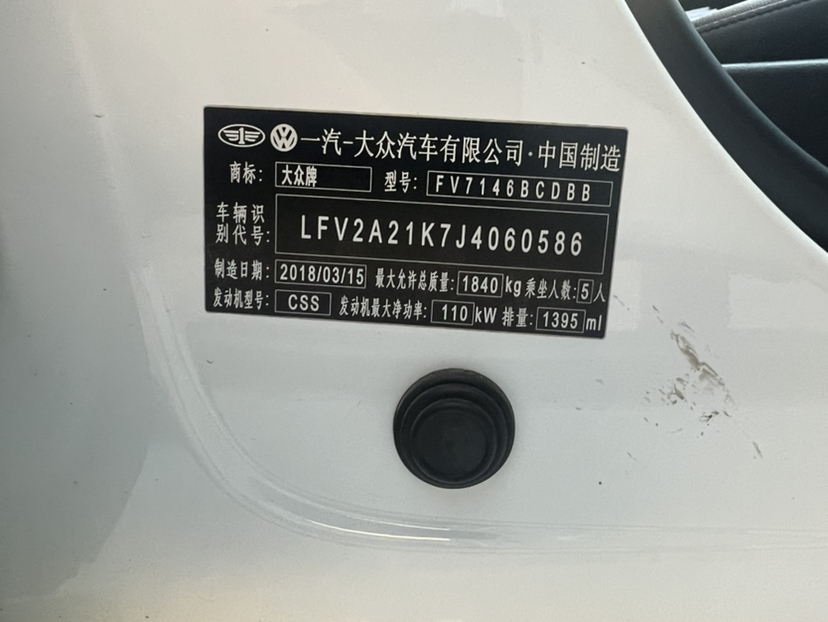 一汽-大众汽车有限公司·中国制造
商标: 大众牌 型号: FV7146BCDBB
车辆识别代号: LFV2A21K7J4060586
制造日期: 2018/03/15 最大允许总质量: 1840 kg 乘坐人数: 5 人
发动机型号: CSS 发动机最大净功率: 110 kW 排量: 1395 ml